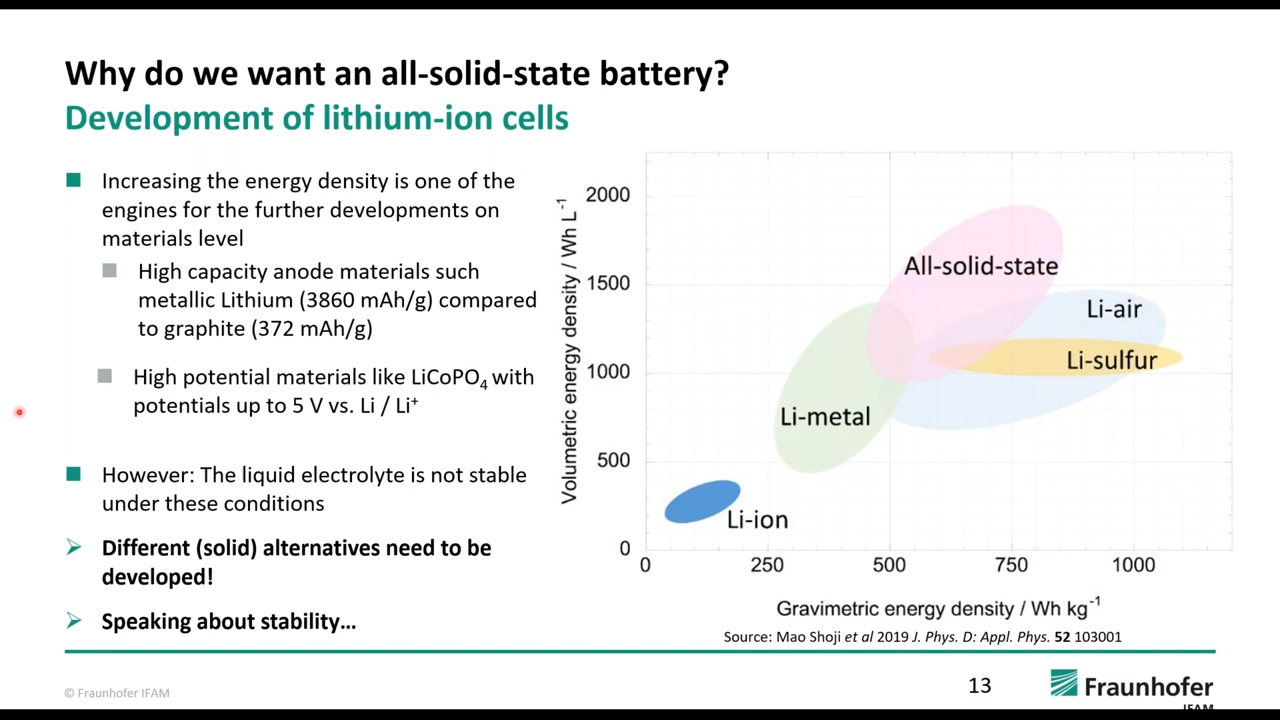 Why do we want an all-solid-state battery?
Development of lithium-ion cells
Increasing the energy density is one of the
engines for the further developments on
materials level
High capacity anode materials such
metallic Lithium (3860 mAh/g) compared
to graphite (372 mAh/g)
High potential materials like LiCoPO₄ with
potentials up to 5 V vs. Li / Li⁺
However: The liquid electrolyte is not stable
under these conditions
Different (solid) alternatives need to be
developed!
Speaking about stability…
Volumetric energy density / Wh L⁻¹
2000
1500
1000
500
0
All-solid-state
Li-air
Li-sulfur
Li-metal
Li-ion
0 250 500 750 1000
Gravimetric energy density / Wh kg⁻¹
Source: Mao Shoji et al 2019 J. Phys. D: Appl. Phys. 52 103001
© Fraunhofer IFAM
13
Fraunhofer
IFAM